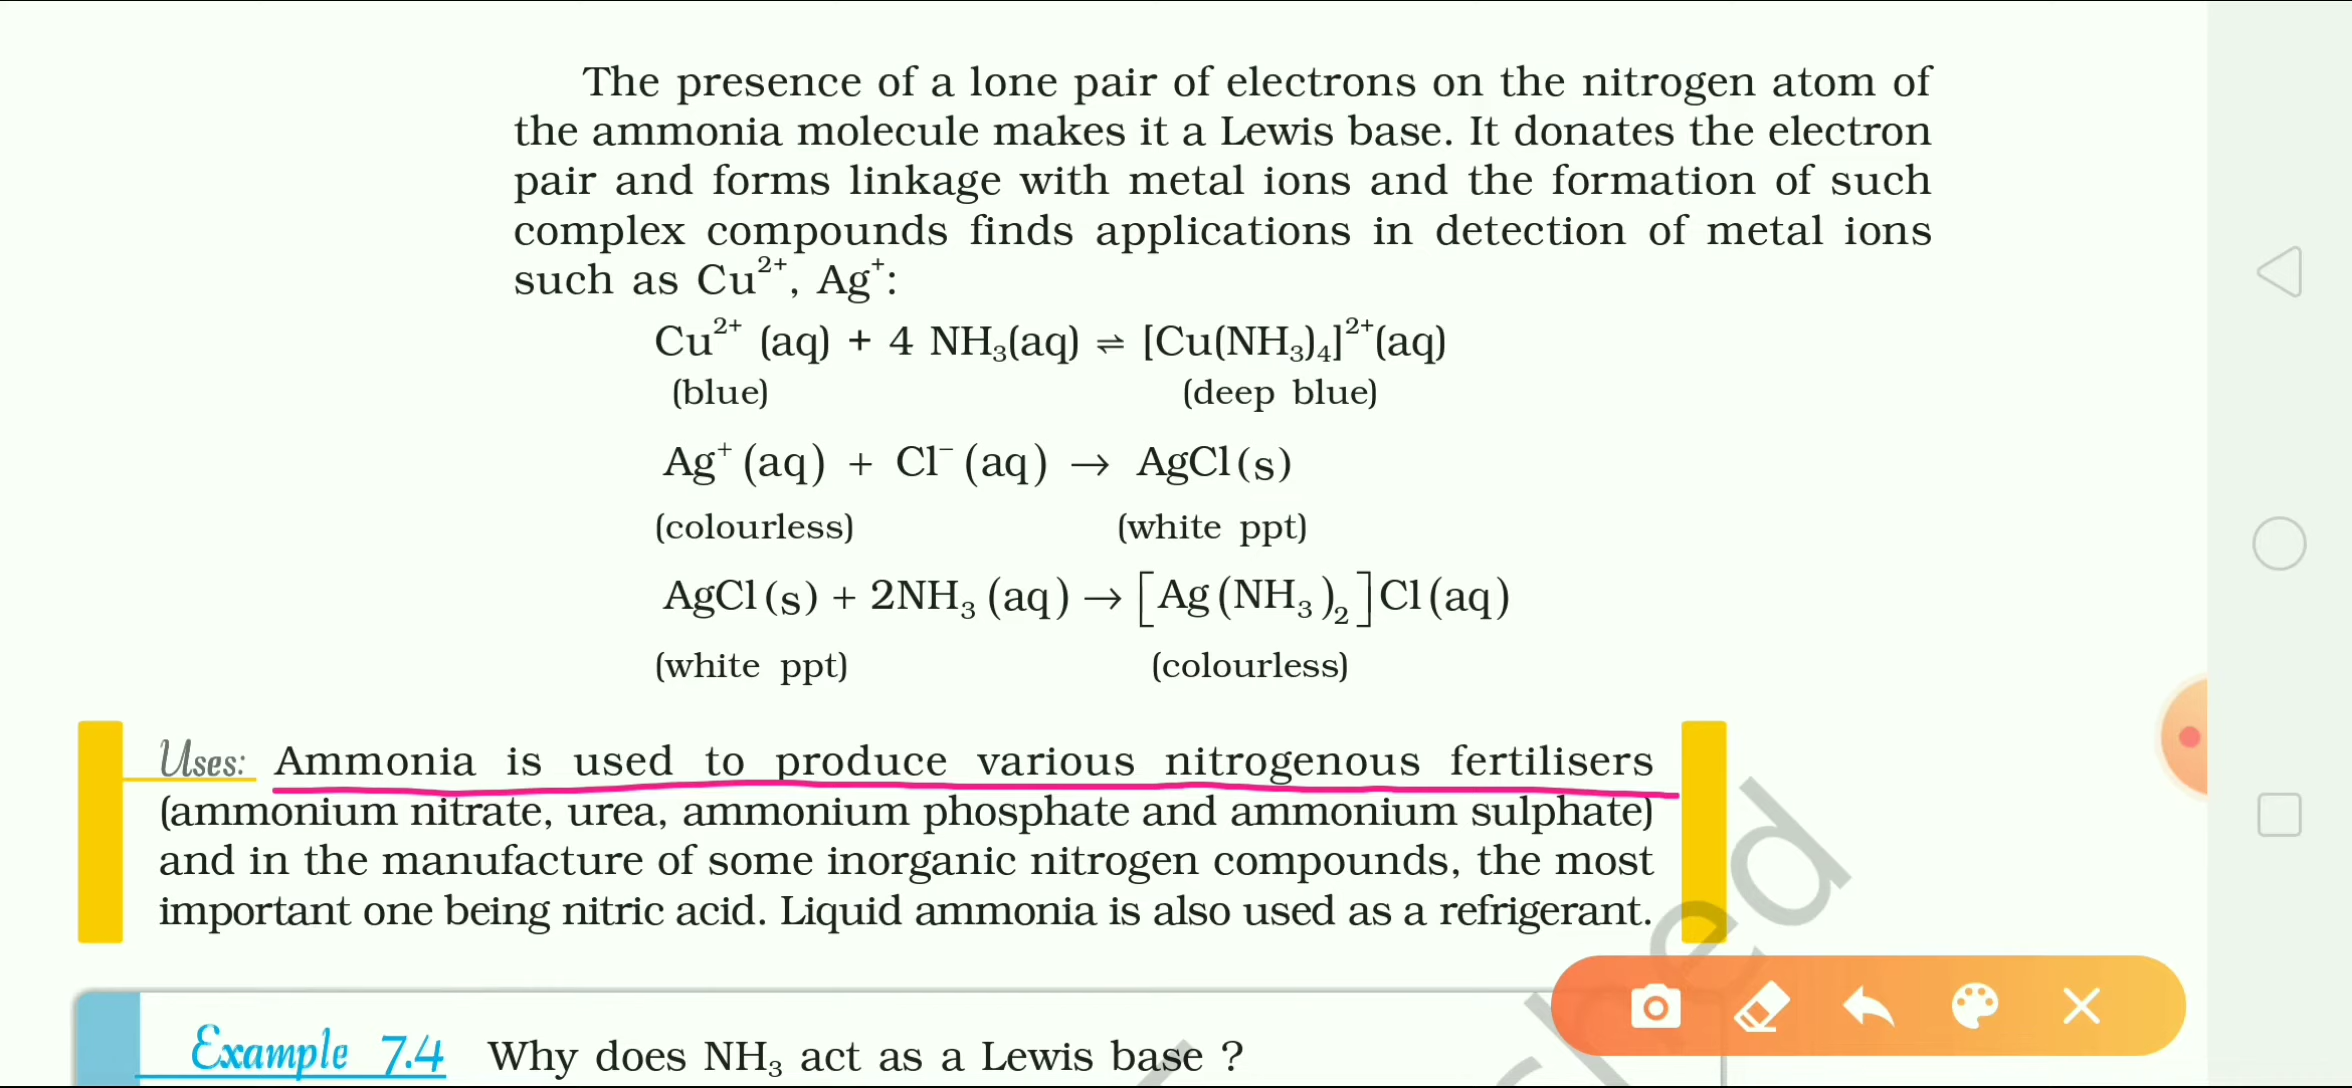 The presence of a lone pair of electrons on the nitrogen atom of
the ammonia molecule makes it a Lewis base. It donates the electron
pair and forms linkage with metal ions and the formation of such
complex compounds finds applications in detection of metal ions
such as Cu²⁺, Ag⁺:
Cu²⁺ (aq) + 4 NH₃(aq) ⇌ [Cu(NH₃)₄]²⁺(aq)
(blue) (deep blue)
Ag⁺ (aq) + Cl⁻ (aq) → AgCl(s)
(colourless) (white ppt)
AgCl(s) + 2NH₃ (aq) → [Ag(NH₃)₂]Cl(aq)
(white ppt) (colourless)
Uses: Ammonia is used to produce various nitrogenous fertilisers
(ammonium nitrate, urea, ammonium phosphate and ammonium sulphate)
and in the manufacture of some inorganic nitrogen compounds, the most
important one being nitric acid. Liquid ammonia is also used as a refrigerant.
Example 7.4 Why does NH₃ act as a Lewis base ?